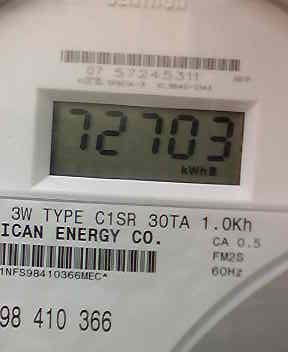 07 57245311
72703
kWh
3W TYPE C1SR 30TA 1.0Kh
ICAN ENERGY CO.
CA 0.5
FM2S
60Hz
1NFS98410366MEC*
98 410 366